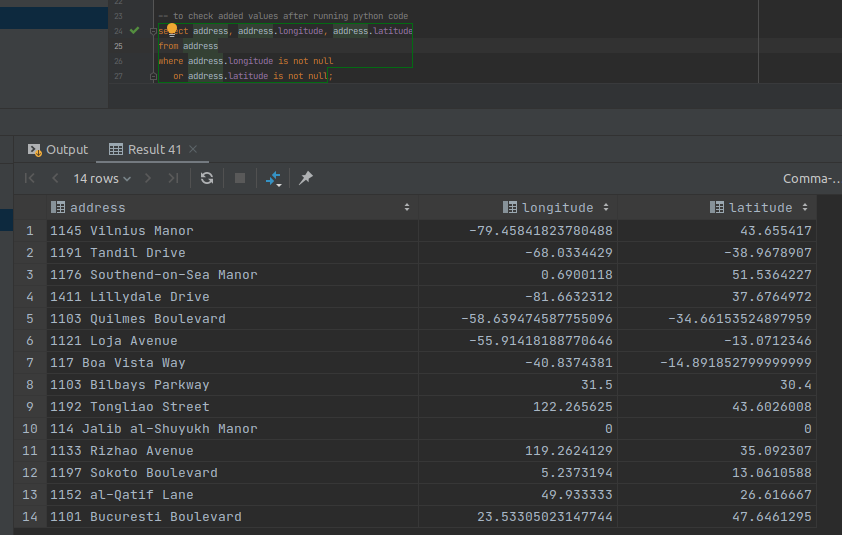 22
23 -- to check added values after running python code
24 select address, address.longitude, address.latitude
25 from address
26 where address.longitude is not null
27 or address.latitude is not null;
Output Result 41
14 rows Comma-..
address longitude latitude
1 1145 Vilnius Manor -79.45841823780488 43.655417
2 1191 Tandil Drive -68.0334429 -38.9678907
3 1176 Southend-on-Sea Manor 0.6900118 51.5364227
4 1411 Lillydale Drive -81.6632312 37.6764972
5 1103 Quilmes Boulevard -58.639474587755096 -34.66153524897959
6 1121 Loja Avenue -55.91418188770646 -13.0712346
7 117 Boa Vista Way -40.8374381 -14.891852799999999
8 1103 Bilbays Parkway 31.5 30.4
9 1192 Tongliao Street 122.265625 43.6026008
10 114 Jalib al-Shuyukh Manor 0 0
11 1133 Rizhao Avenue 119.2624129 35.092307
12 1197 Sokoto Boulevard 5.2373194 13.0610588
13 1152 al-Qatif Lane 49.933333 26.616667
14 1101 Bucuresti Boulevard 23.53305023147744 47.6461295